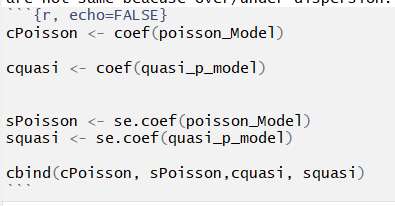 are not same beacuse over/under dispersion.
```{r, echo=FALSE}
cPoisson <- coef(poisson_Model)
cquasi <- coef(quasi_p_model)
sPoisson <- se.coef(poisson_Model)
squasi <- se.coef(quasi_p_model)
cbind(cPoisson, sPoisson,cquasi, squasi)
```